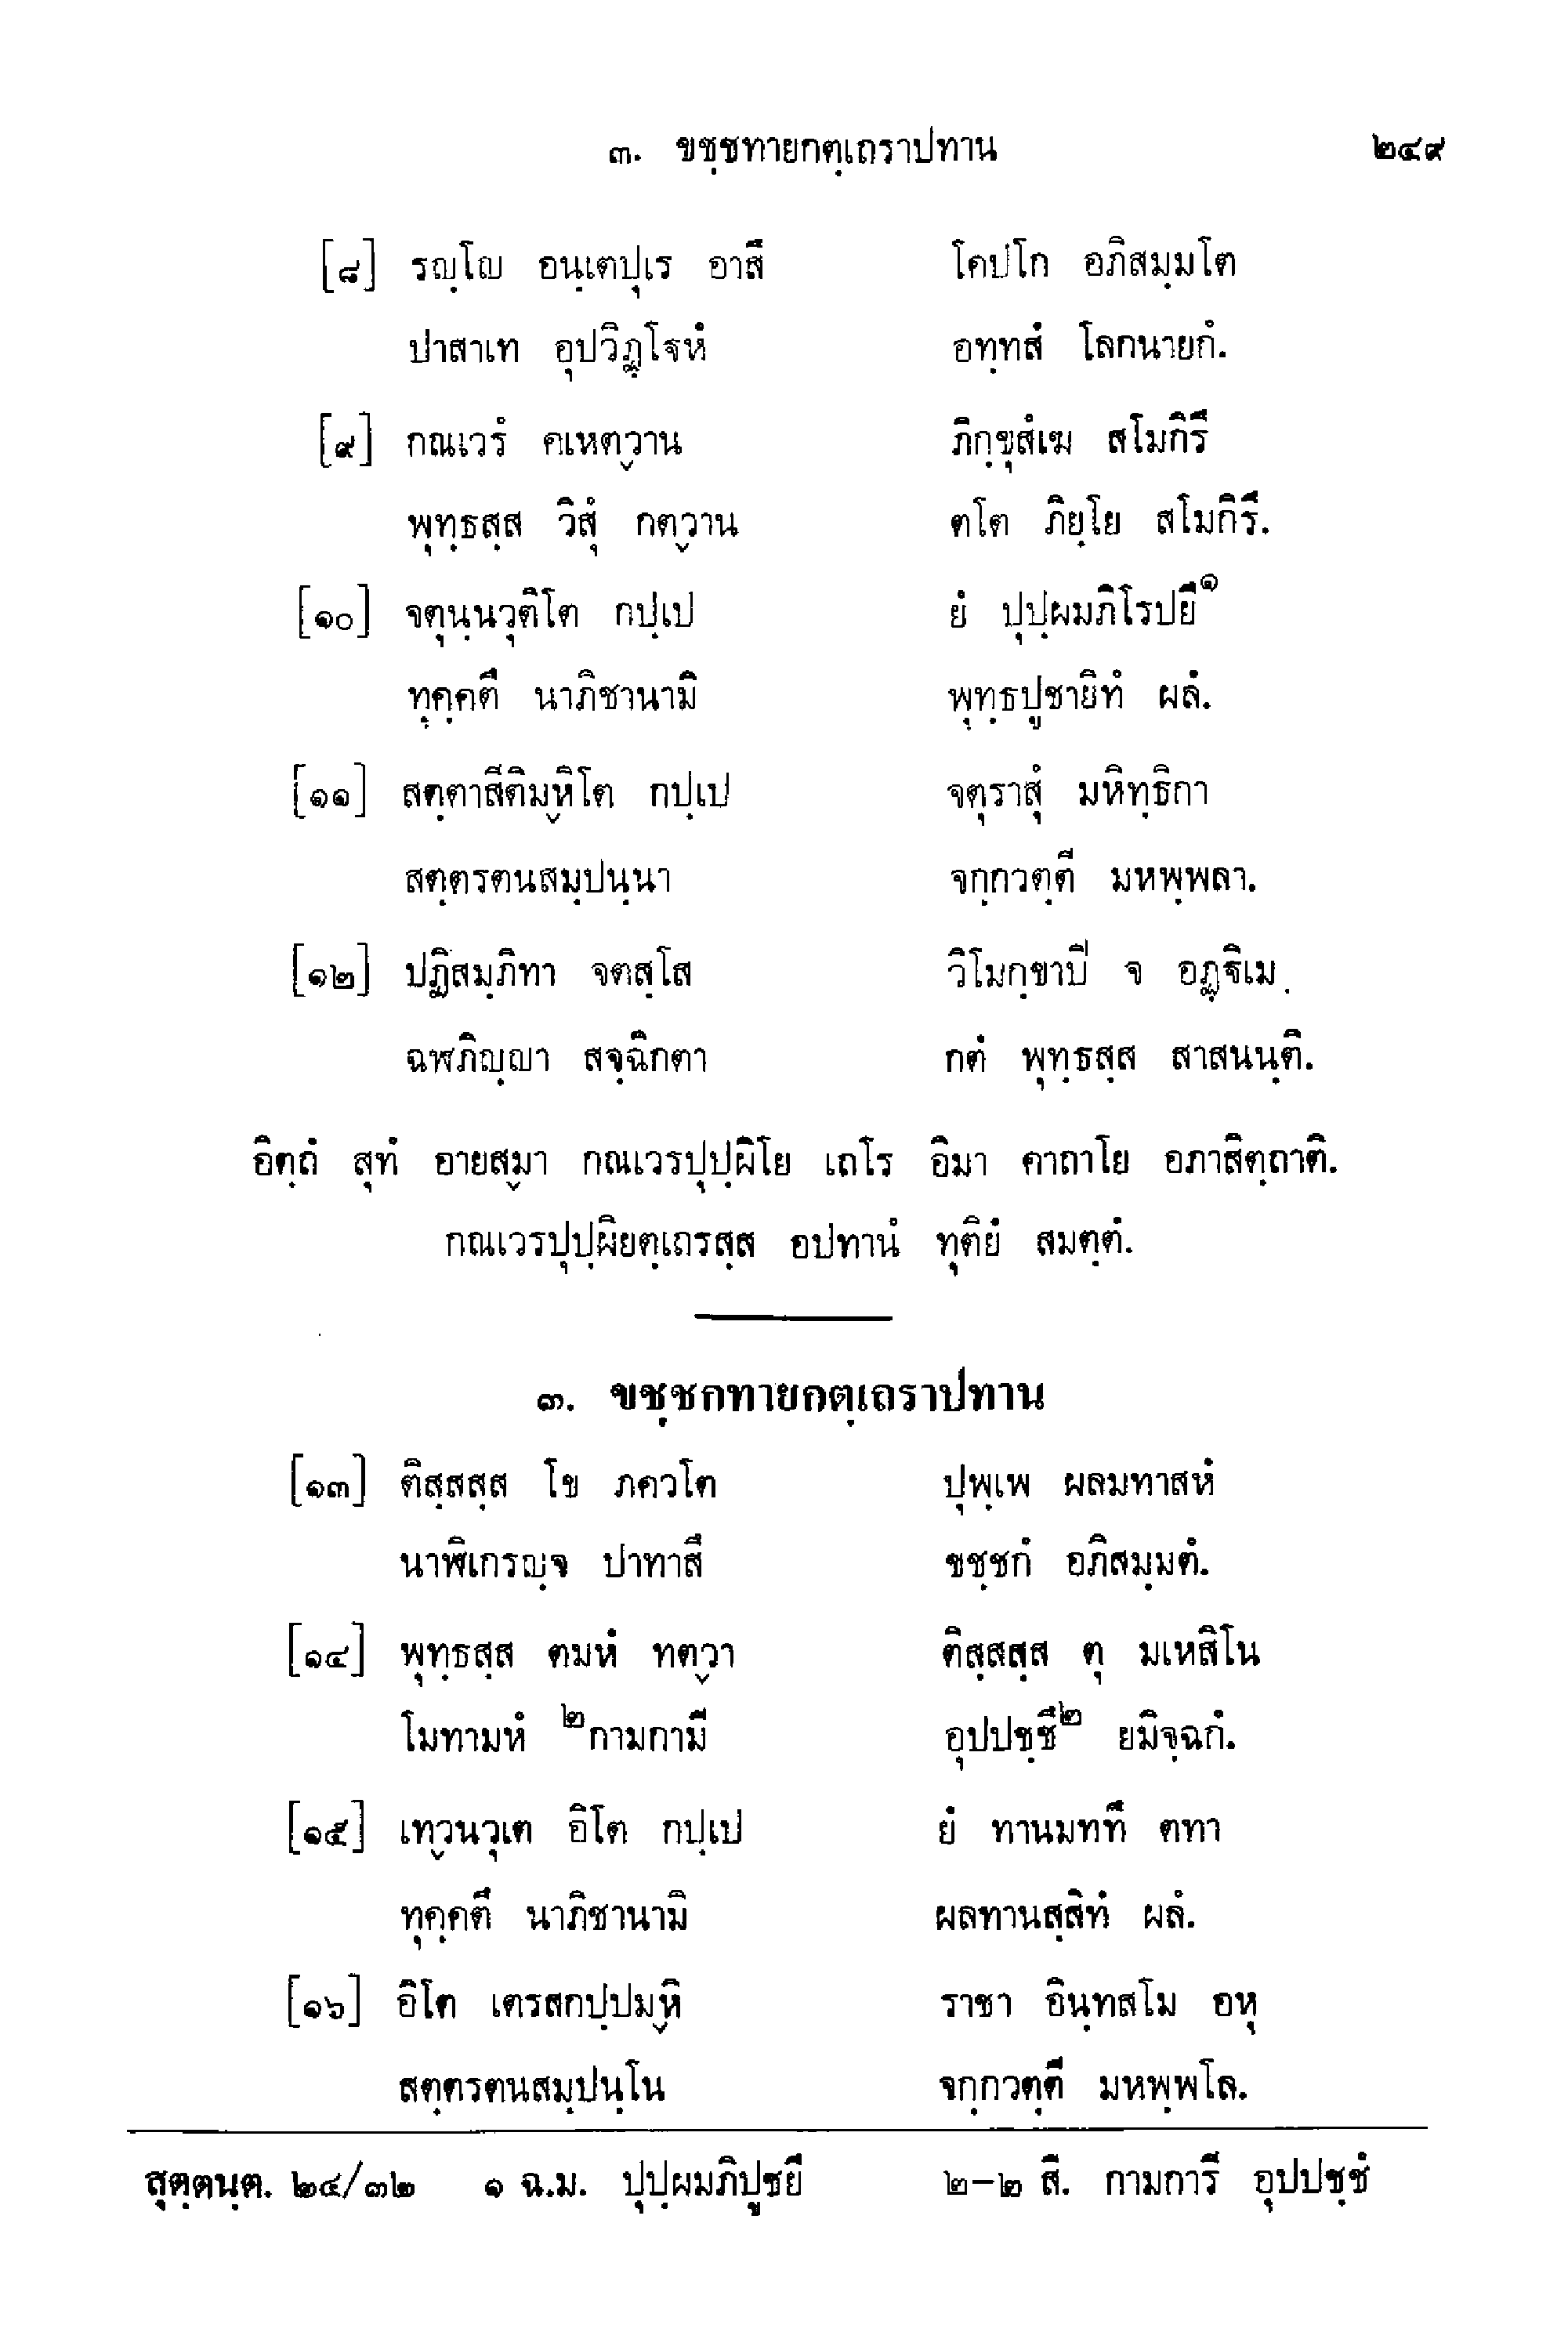 ๓. ขชฺชทายกตฺเถราปทาน ๒๔๙
[๘] รญฺโญ อนฺเตปุเร อาสึ โคปโก อภิสมฺมโต
ปาสาเท อุปวิฏฺโฐหํ อทฺทสํ โลกนายกํ.
[๙] กณเวรํ คเหตฺวาน ภิกฺขุสํเฆ สโมกิรึ
พุทฺธสฺส วิสุํ กตฺวาน ตโต ภิยฺโย สโมกิรึ.
[๑๐] จตุนฺนวุติโต กปฺเป ยํ ปุปฺผมภิโรปยึ๑
ทุคฺคตึ นาภิชานามิ พุทฺธปูชายิทํ ผลํ.
[๑๑] สตฺตาสีติมฺหิโต กปฺเป จตุราสุํ มหิทฺธิกา
สตฺตรตนสมฺปนฺนา จกฺกวตฺตี มหพฺพลา.
[๑๒] ปฏิสมฺภิทา จตสฺโส วิโมกฺขาปิ จ อฏฺฐิเม
ฉฬภิญฺญา สจฺฉิกตา กตํ พุทฺธสฺส สาสนนฺติ.
อิตฺถํ สุทํ อายสฺมา กณเวรปุปฺผิโย เถโร อิมา คาถาโย อภาสิตฺถาติ.
กณเวรปุปฺผิยตฺเถรสฺส อปทานํ ทุติยํ สมตฺตํ.
๓. ขชฺชกทายกตฺเถราปทาน
[๑๓] ติสฺสสฺส โข ภควโต ปุพฺเพ ผลมทาสหํ
นาฬิเกรญฺจ ปาทาสึ ขชฺชกํ อภิสมฺมตํ.
[๑๔] พุทฺธสฺส ตมหํ ทตฺวา ติสฺสสฺส ตุ มเหสิโน
โมทามหํ ๒กามกามี อุปปชฺชึ๒ ยมิจฺฉกํ.
[๑๕] เทฺวนวุเต อิโต กปฺเป ยํ ทานมททึ ตทา
ทุคฺคตึ นาภิชานามิ ผลทานสฺสิทํ ผลํ.
[๑๖] อิโต เตรสกปฺปมฺหิ ราชา อินฺทสโม อหุ
สตฺตรตนสมฺปนฺโน จกฺกวตฺตี มหพฺพโล.
สุตฺตนฺต. ๒๔/๓๒ ๑ ฉ.ม. ปุปฺผมภิปูชยึ ๒-๒ สี. กามการี อุปปชฺชํ